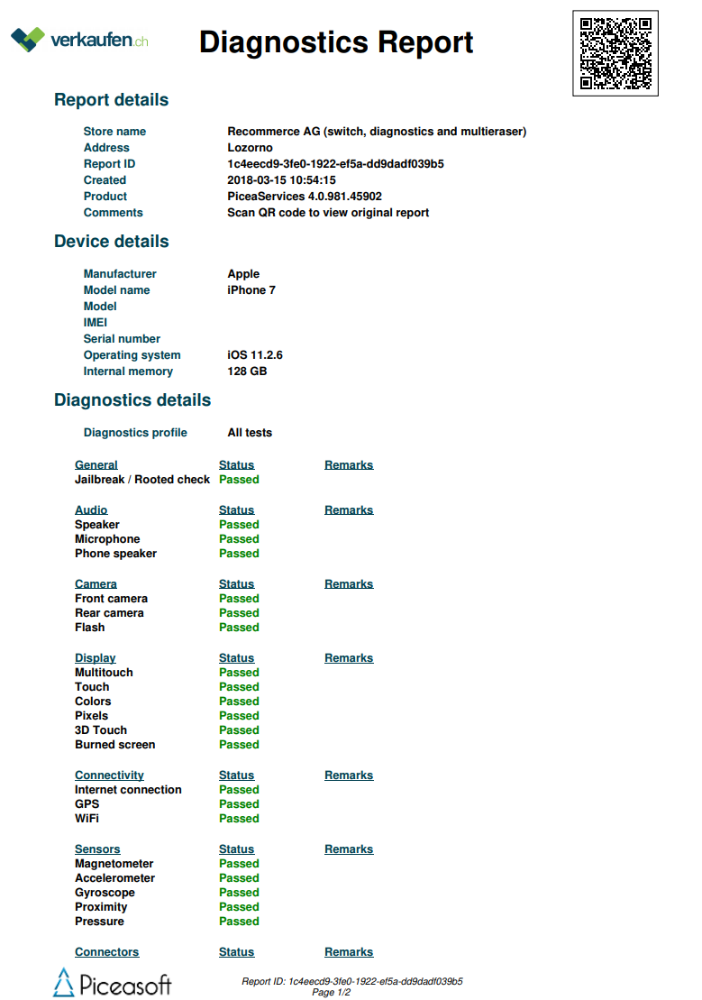 verkaufen.ch
Diagnostics Report
Report details
Store name Recommerce AG (switch, diagnostics and multieraser)
Address Lozorno
Report ID 1c4eecd9-3fe0-1922-ef5a-dd9dadf039b5
Created 2018-03-15 10:54:15
Product PiceaServices 4.0.981.45902
Comments Scan QR code to view original report
Device details
Manufacturer Apple
Model name iPhone 7
Model
IMEI
Serial number
Operating system iOS 11.2.6
Internal memory 128 GB
Diagnostics details
Diagnostics profile All tests
General Status Remarks
Jailbreak / Rooted check Passed
Audio Status Remarks
Speaker Passed
Microphone Passed
Phone speaker Passed
Camera Status Remarks
Front camera Passed
Rear camera Passed
Flash Passed
Display Status Remarks
Multitouch Passed
Touch Passed
Colors Passed
Pixels Passed
3D Touch Passed
Burned screen Passed
Connectivity Status Remarks
Internet connection Passed
GPS Passed
WiFi Passed
Sensors Status Remarks
Magnetometer Passed
Accelerometer Passed
Gyroscope Passed
Proximity Passed
Pressure Passed
Connectors Status Remarks
Piceasoft
Report ID: 1c4eecd9-3fe0-1922-ef5a-dd9dadf039b5
Page 1/2